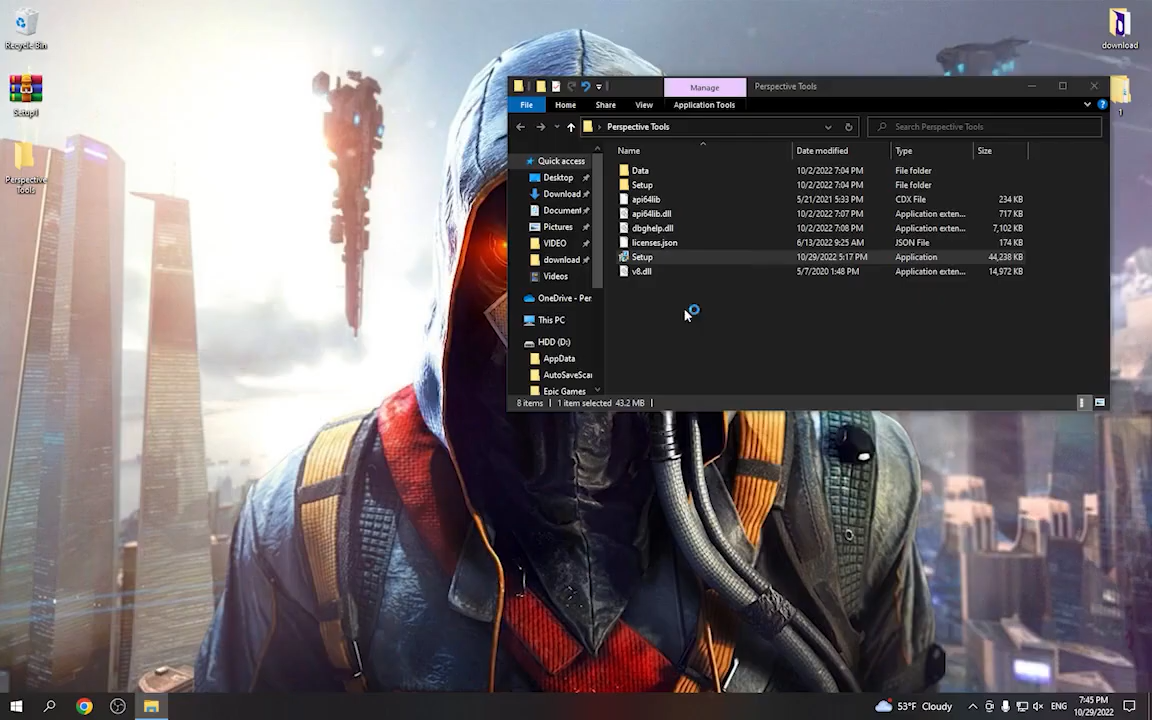 Recycle Bin
Setup1
Perspective
Tools
download
1
Manage
Perspective Tools
File
Home
Share
View
Application Tools
Perspective Tools
Search Perspective Tools
Name
Date modified
Type
Size
Quick access
Desktop
Download
Document
Pictures
VIDEO
download
Videos
OneDrive - Per
This PC
HDD (D:)
AppData
AutoSaveScan
Epic Games
Data 10/2/2022 7:04 PM File folder
Setup 10/2/2022 7:04 PM File folder
api64lib 5/21/2021 5:33 PM CDX File 234 KB
api64lib.dll 10/2/2022 7:07 PM Application exten... 717 KB
dbghelp.dll 10/2/2022 7:08 PM Application exten... 7,102 KB
licenses.json 6/13/2022 9:25 AM JSON File 174 KB
Setup 10/29/2022 5:17 PM Application 44,238 KB
v8.dll 5/7/2020 1:48 PM Application exten... 14,972 KB
8 items
1 item selected 43.2 MB
53°F Cloudy
ENG
7:45 PM
10/29/2022